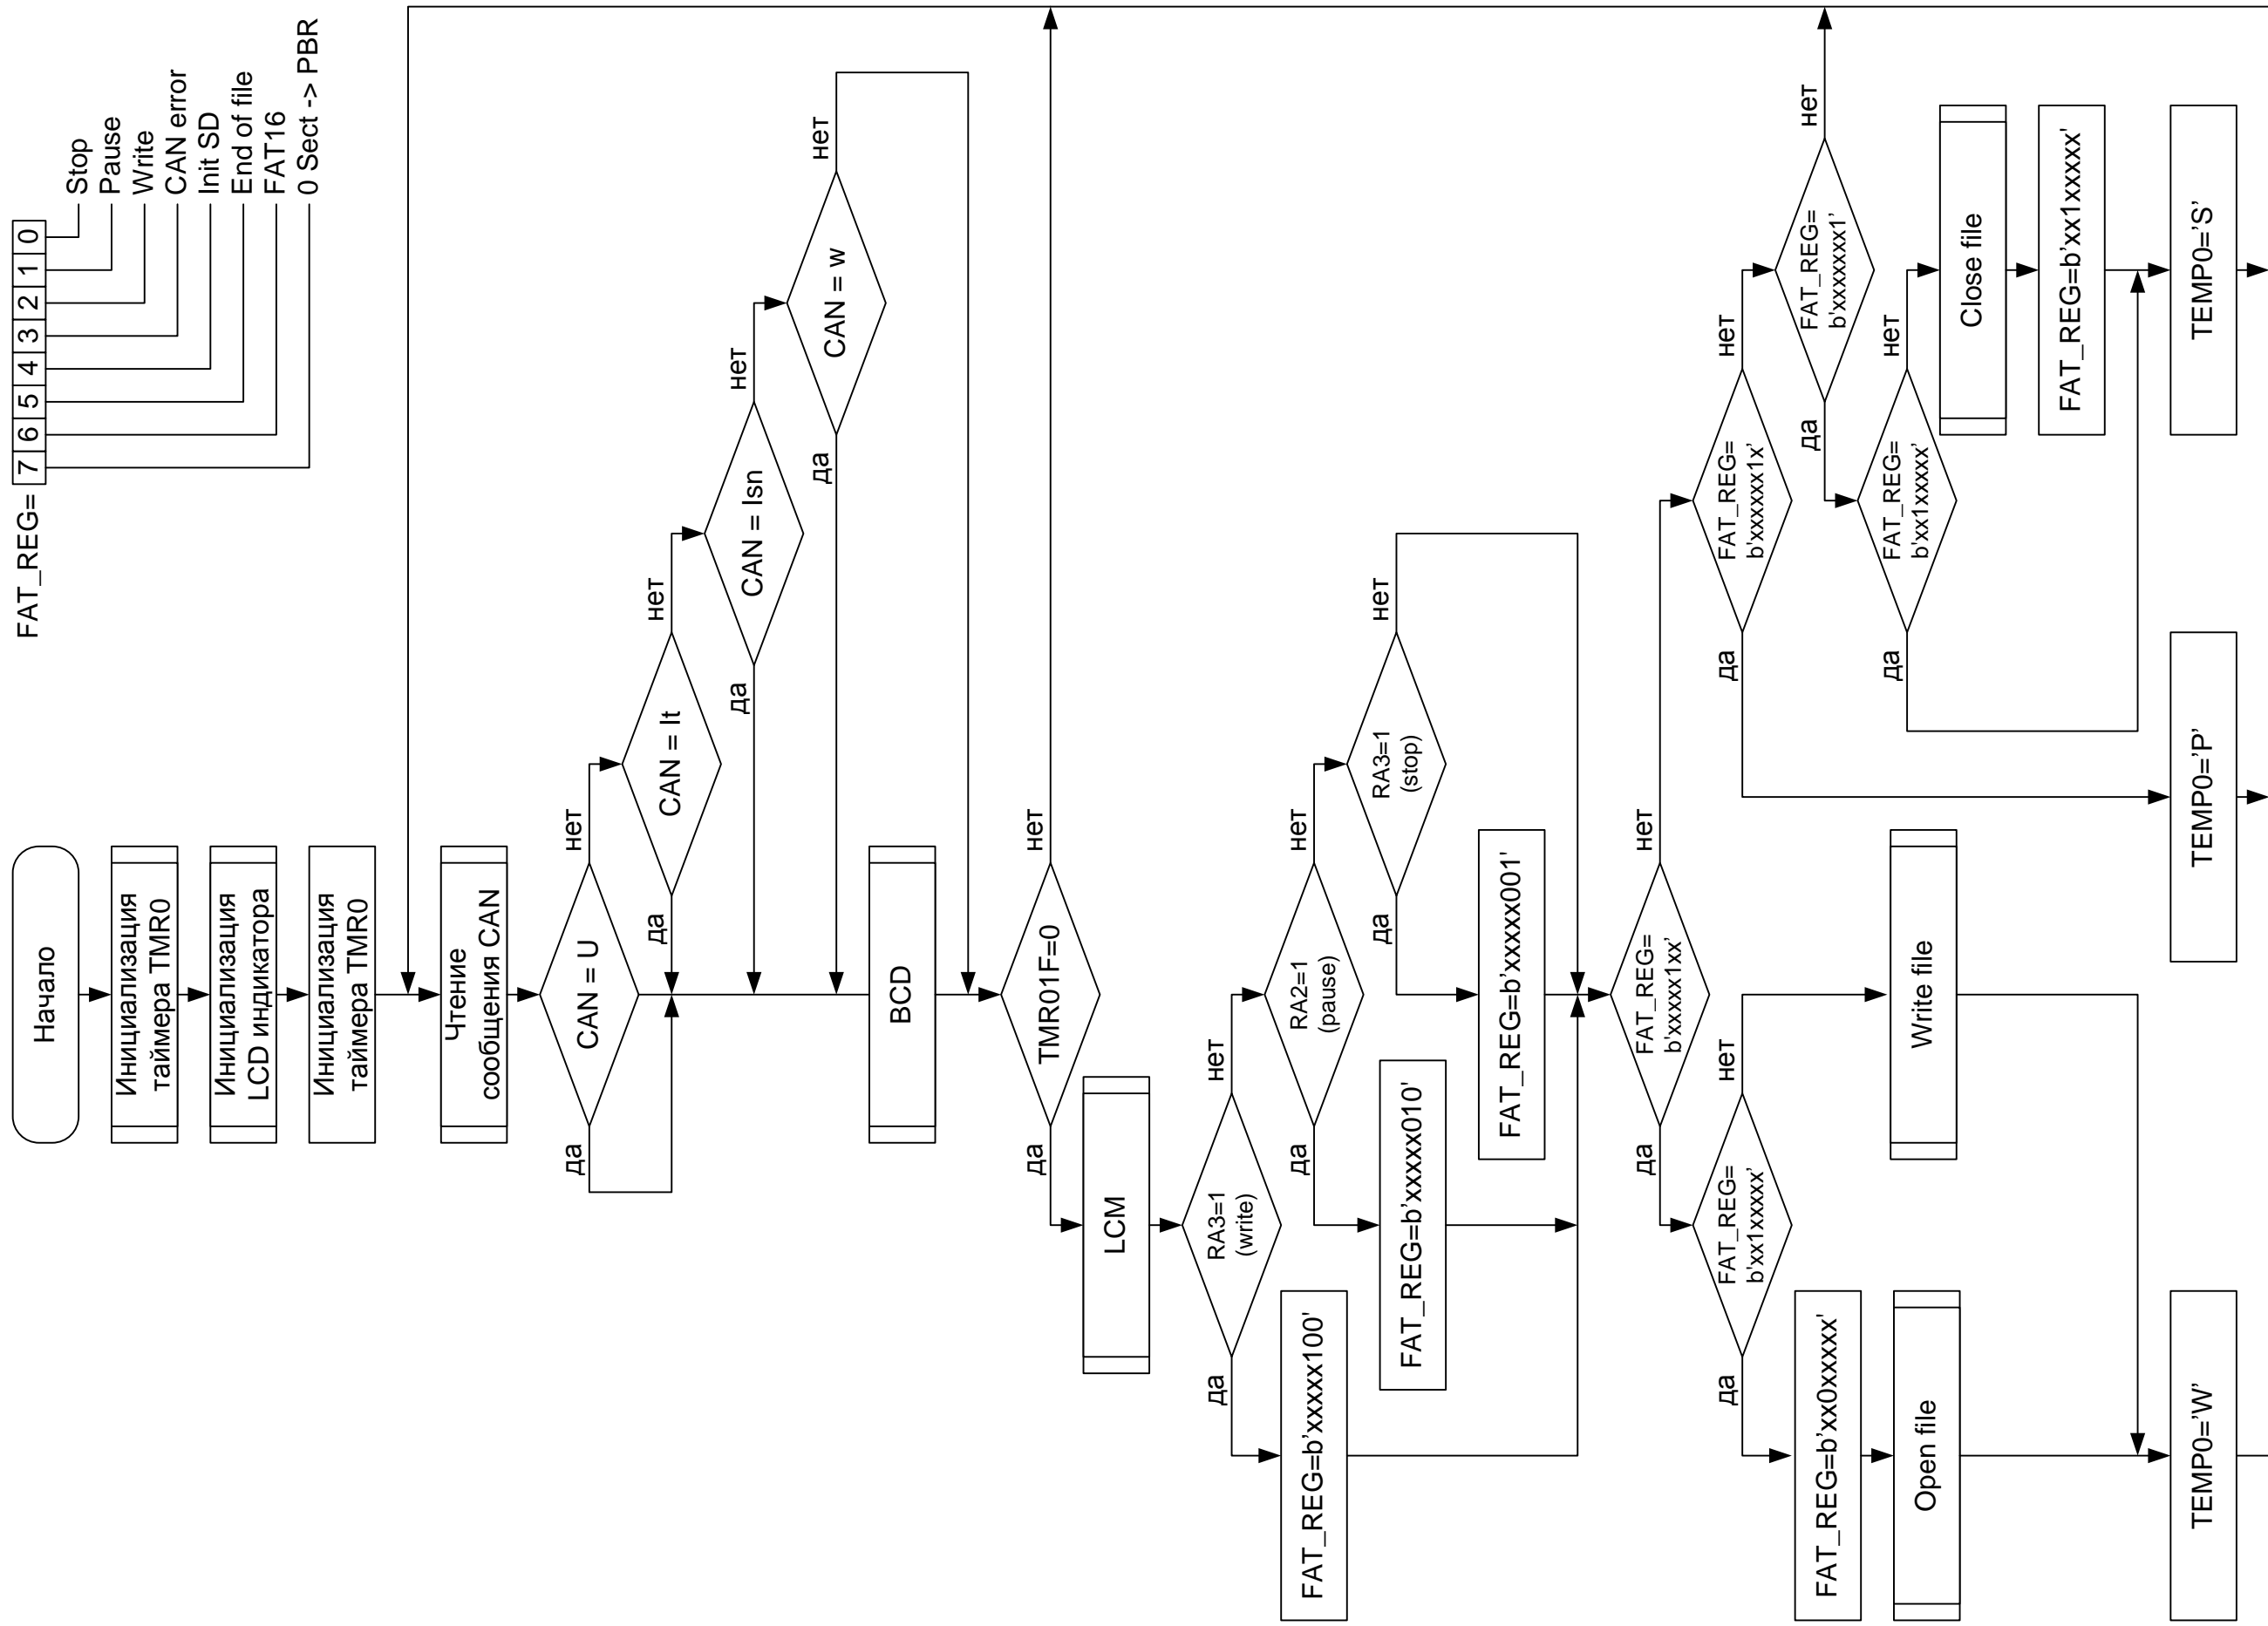 FAT_REG=
7 6 5 4 3 2 1 0
Stop
Pause
Write
CAN error
Init SD
End of file
FAT16
0 Sect -> PBR
Начало
Инициализация
таймера TMR0
Инициализация
LCD индикатора
Инициализация
таймера TMR0
Чтение
сообщения CAN
CAN = U
да
нет
CAN = It
да
нет
CAN = Isn
да
нет
CAN = w
да
нет
BCD
TMR01F=0
да
нет
LCM
RA3=1
(write)
да
нет
RA2=1
(pause)
да
нет
RA3=1
(stop)
да
нет
FAT_REG=b’xxxxx100'
FAT_REG=b’xxxxx010'
FAT_REG=b’xxxxx001'
FAT_REG=
b'xxxxx1xx’
да
нет
FAT_REG=
b'xx1xxxxx’
да
нет
FAT_REG=
b'xxxxxx1x’
да
нет
FAT_REG=
b'xxxxxxx1’
да
нет
FAT_REG=
b'xx1xxxxx’
да
нет
FAT_REG=b’xx0xxxxx’
Open file
Write file
Close file
FAT_REG=b’xx1xxxxx’
TEMP0=’W’
TEMP0=’P’
TEMP0=’S’